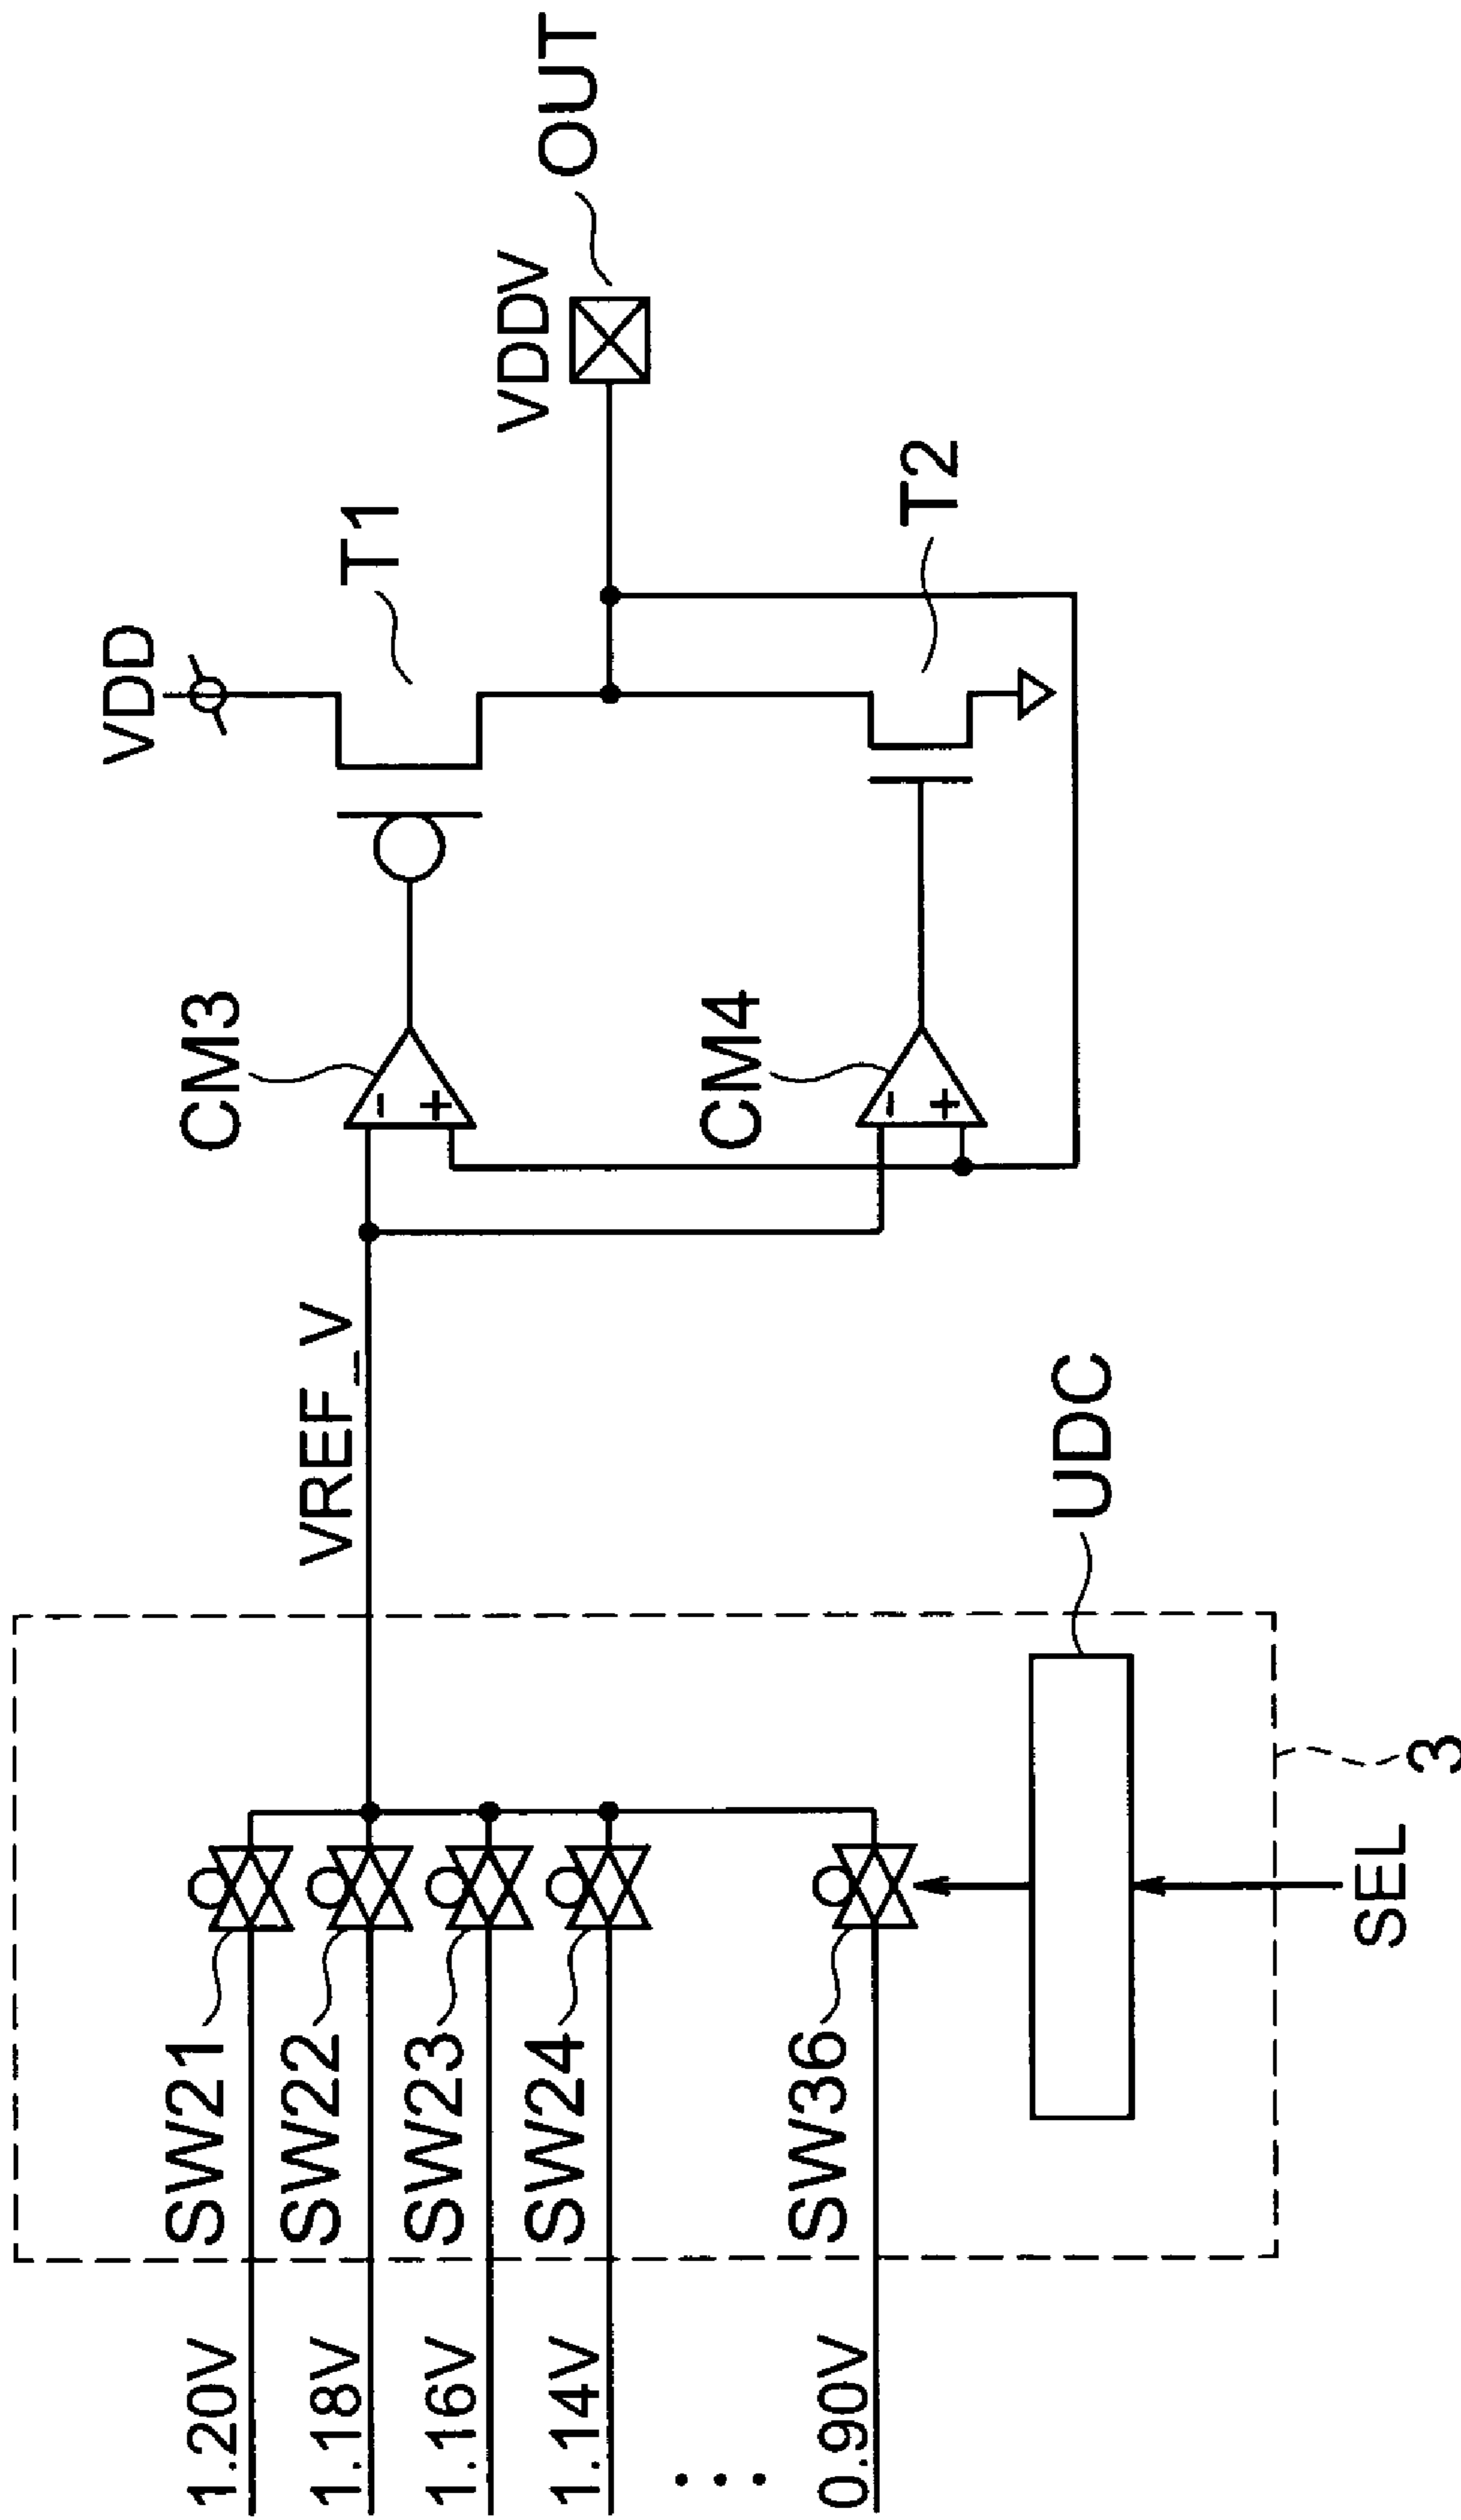 1.20V
SW21
1.18V
SW22
1.16V
SW23
1.14V
SW24
0.90V
SW36
UDC
SEL
3
VREF_V
CM3
CM4
VDD
T1
T2
VDDV
OUT
- +
- +